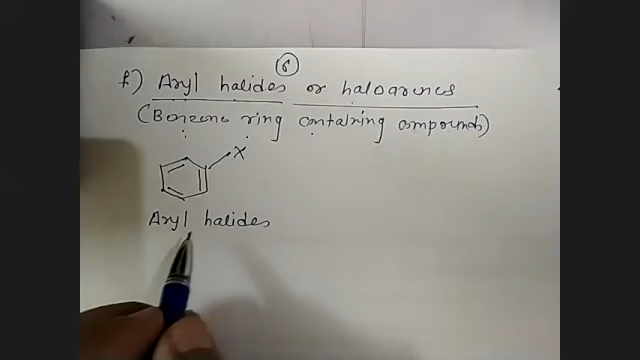 6
f) Aryl halides or haloarenes
(Benzene ring containing compounds)
X
Aryl halides